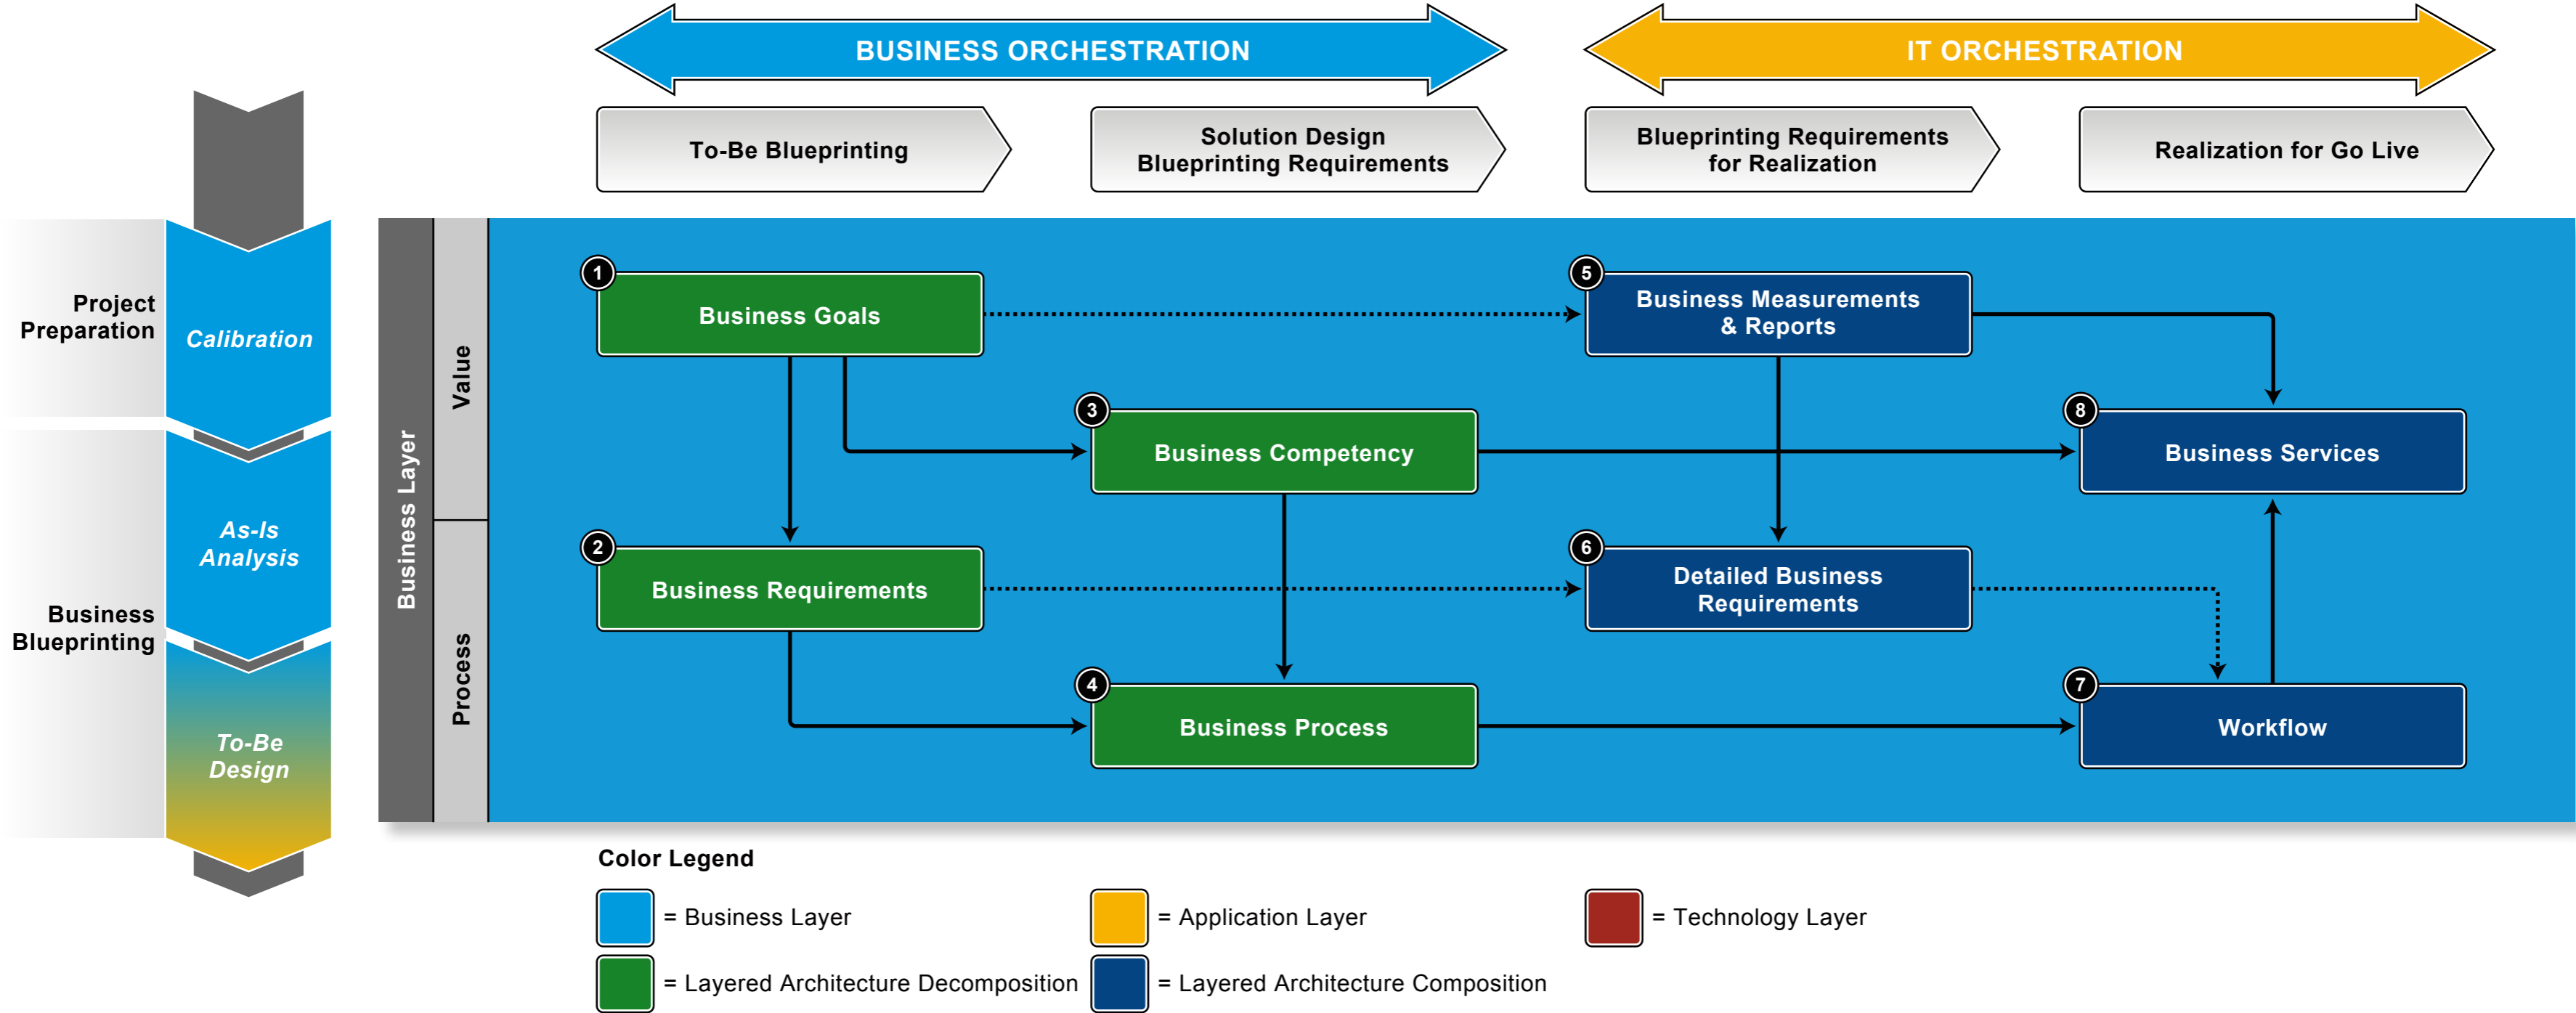 BUSINESS ORCHESTRATION
IT ORCHESTRATION
To-Be Blueprinting
Solution Design
Blueprinting Requirements
Blueprinting Requirements
for Realization
Realization for Go Live
Project
Preparation
Calibration
Business
Blueprinting
As-Is
Analysis
To-Be
Design
Business Layer
Value
Process
1
Business Goals
5
Business Measurements
& Reports
3
Business Competency
8
Business Services
2
Business Requirements
6
Detailed Business
Requirements
4
Business Process
7
Workflow
Color Legend
= Business Layer
= Application Layer
= Technology Layer
= Layered Architecture Decomposition
= Layered Architecture Composition